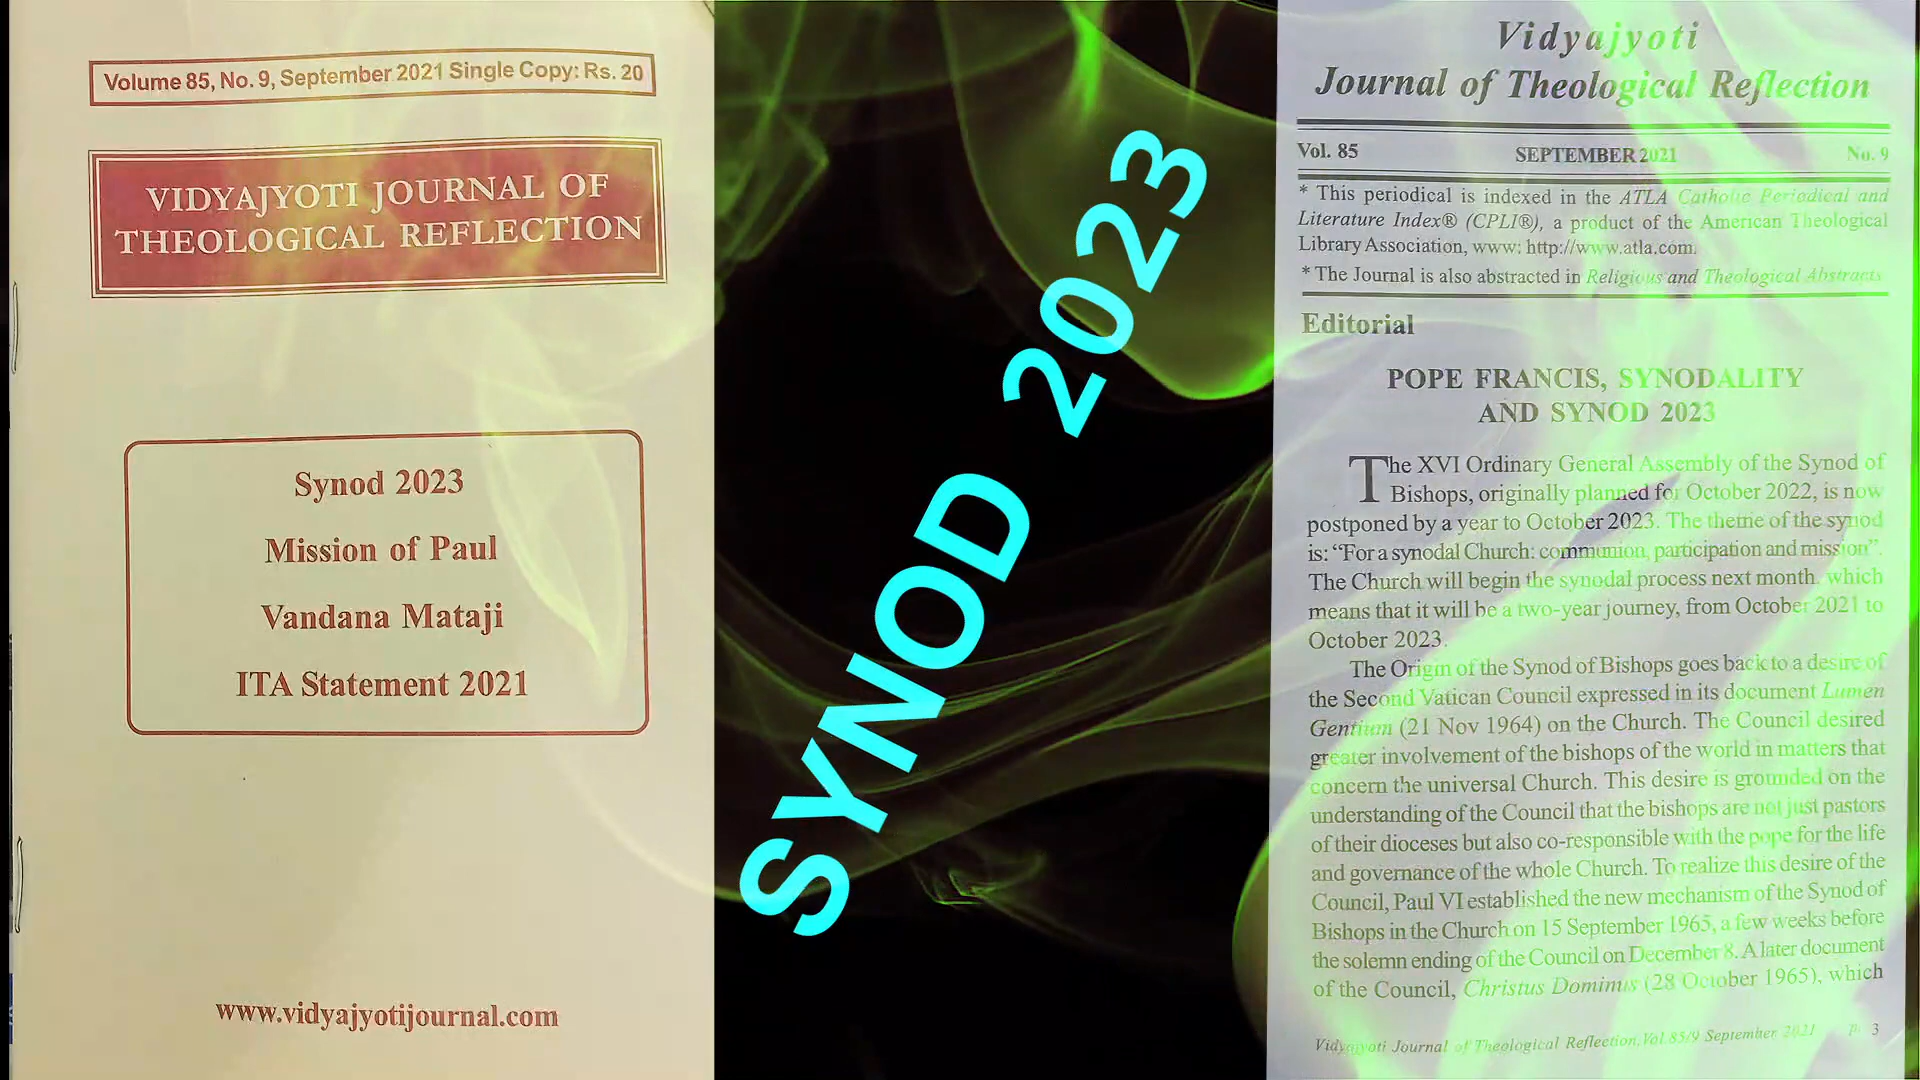 Volume 85, No. 9, September 2021 Single Copy: Rs. 20
VIDYAJYOTI JOURNAL OF
THEOLOGICAL REFLECTION
Synod 2023
Mission of Paul
Vandana Mataji
ITA Statement 2021
www.vidyajyotijournal.com
SYNOD 2023
Vidyajyoti
Journal of Theological Reflection
Vol. 85 SEPTEMBER 2021 No. 9
* This periodical is indexed in the ATLA Catholic Periodical and
Literature Index® (CPLI®), a product of the American Theological
Library Association, www: http://www.atla.com.
* The Journal is also abstracted in Religious and Theological Abstracts
Editorial
POPE FRANCIS, SYNODALITY
AND SYNOD 2023
The XVI Ordinary General Assembly of the Synod of
Bishops, originally planned for October 2022, is now
postponed by a year to October 2023. The theme of the synod
is: “For a synodal Church: communion, participation and mission”.
The Church will begin the synodal process next month, which
means that it will be a two-year journey, from October 2021 to
October 2023.
The Origin of the Synod of Bishops goes back to a desire of
the Second Vatican Council expressed in its document Lumen
Gentium (21 Nov 1964) on the Church. The Council desired
greater involvement of the bishops of the world in matters that
concern the universal Church. This desire is grounded on the
understanding of the Council that the bishops are not just pastors
of their dioceses but also co-responsible with the pope for the life
and governance of the whole Church. To realize this desire of the
Council, Paul VI established the new mechanism of the Synod of
Bishops in the Church on 15 September 1965, a few weeks before
the solemn ending of the Council on December 8. A later document
of the Council, Christus Dominus (28 October 1965), which
Vidyajyoti Journal of Theological Reflection, Vol.85/9 September 2021 p. 3